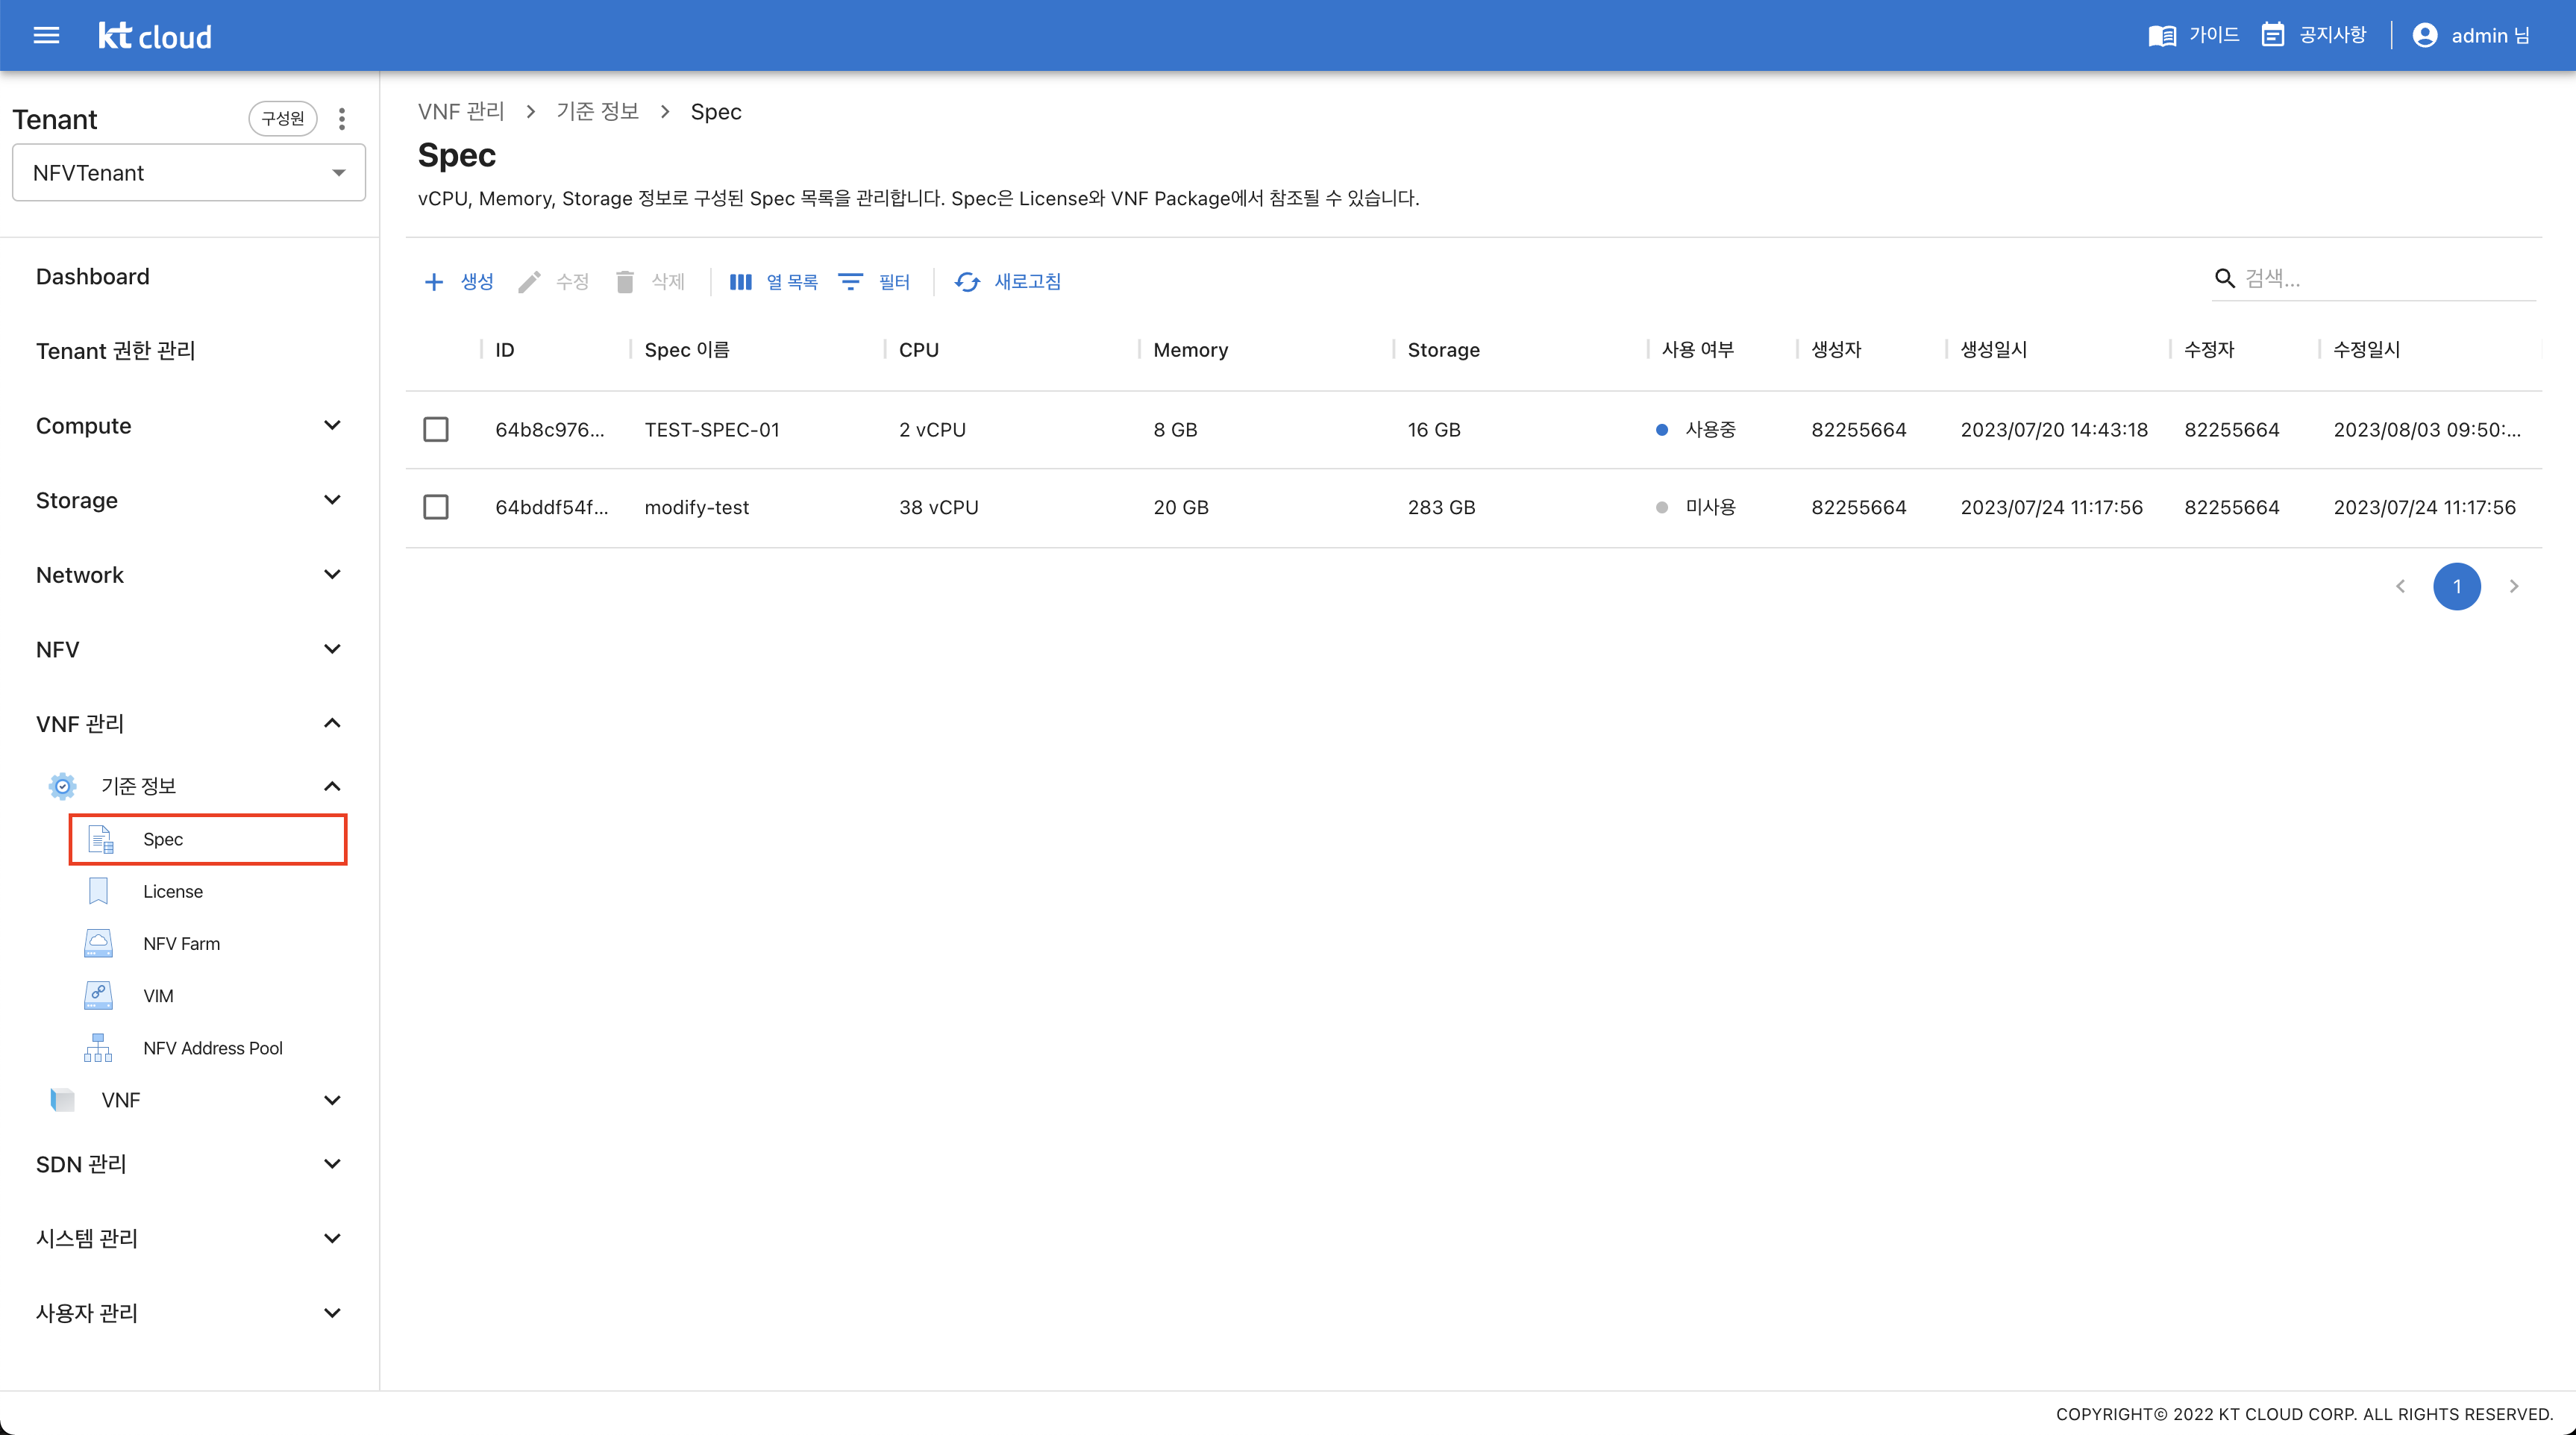 kt cloud
가이드 공지사항 admin 님
Tenant 구성원
NFVTenant
Dashboard
Tenant 권한 관리
Compute
Storage
Network
NFV
VNF 관리
기준 정보
Spec
License
NFV Farm
VIM
NFV Address Pool
VNF
SDN 관리
시스템 관리
사용자 관리
VNF 관리 > 기준 정보 > Spec
Spec
vCPU, Memory, Storage 정보로 구성된 Spec 목록을 관리합니다. Spec은 License와 VNF Package에서 참조될 수 있습니다.
생성 수정 삭제 열 목록 필터 새로고침 검색...
ID Spec 이름 CPU Memory Storage 사용 여부 생성자 생성일시 수정자 수정일시
64b8c976... TEST-SPEC-01 2 vCPU 8 GB 16 GB 사용중 82255664 2023/07/20 14:43:18 82255664 2023/08/03 09:50:...
64bddf54f... modify-test 38 vCPU 20 GB 283 GB 미사용 82255664 2023/07/24 11:17:56 82255664 2023/07/24 11:17:56
1
COPYRIGHT© 2022 KT CLOUD CORP. ALL RIGHTS RESERVED.